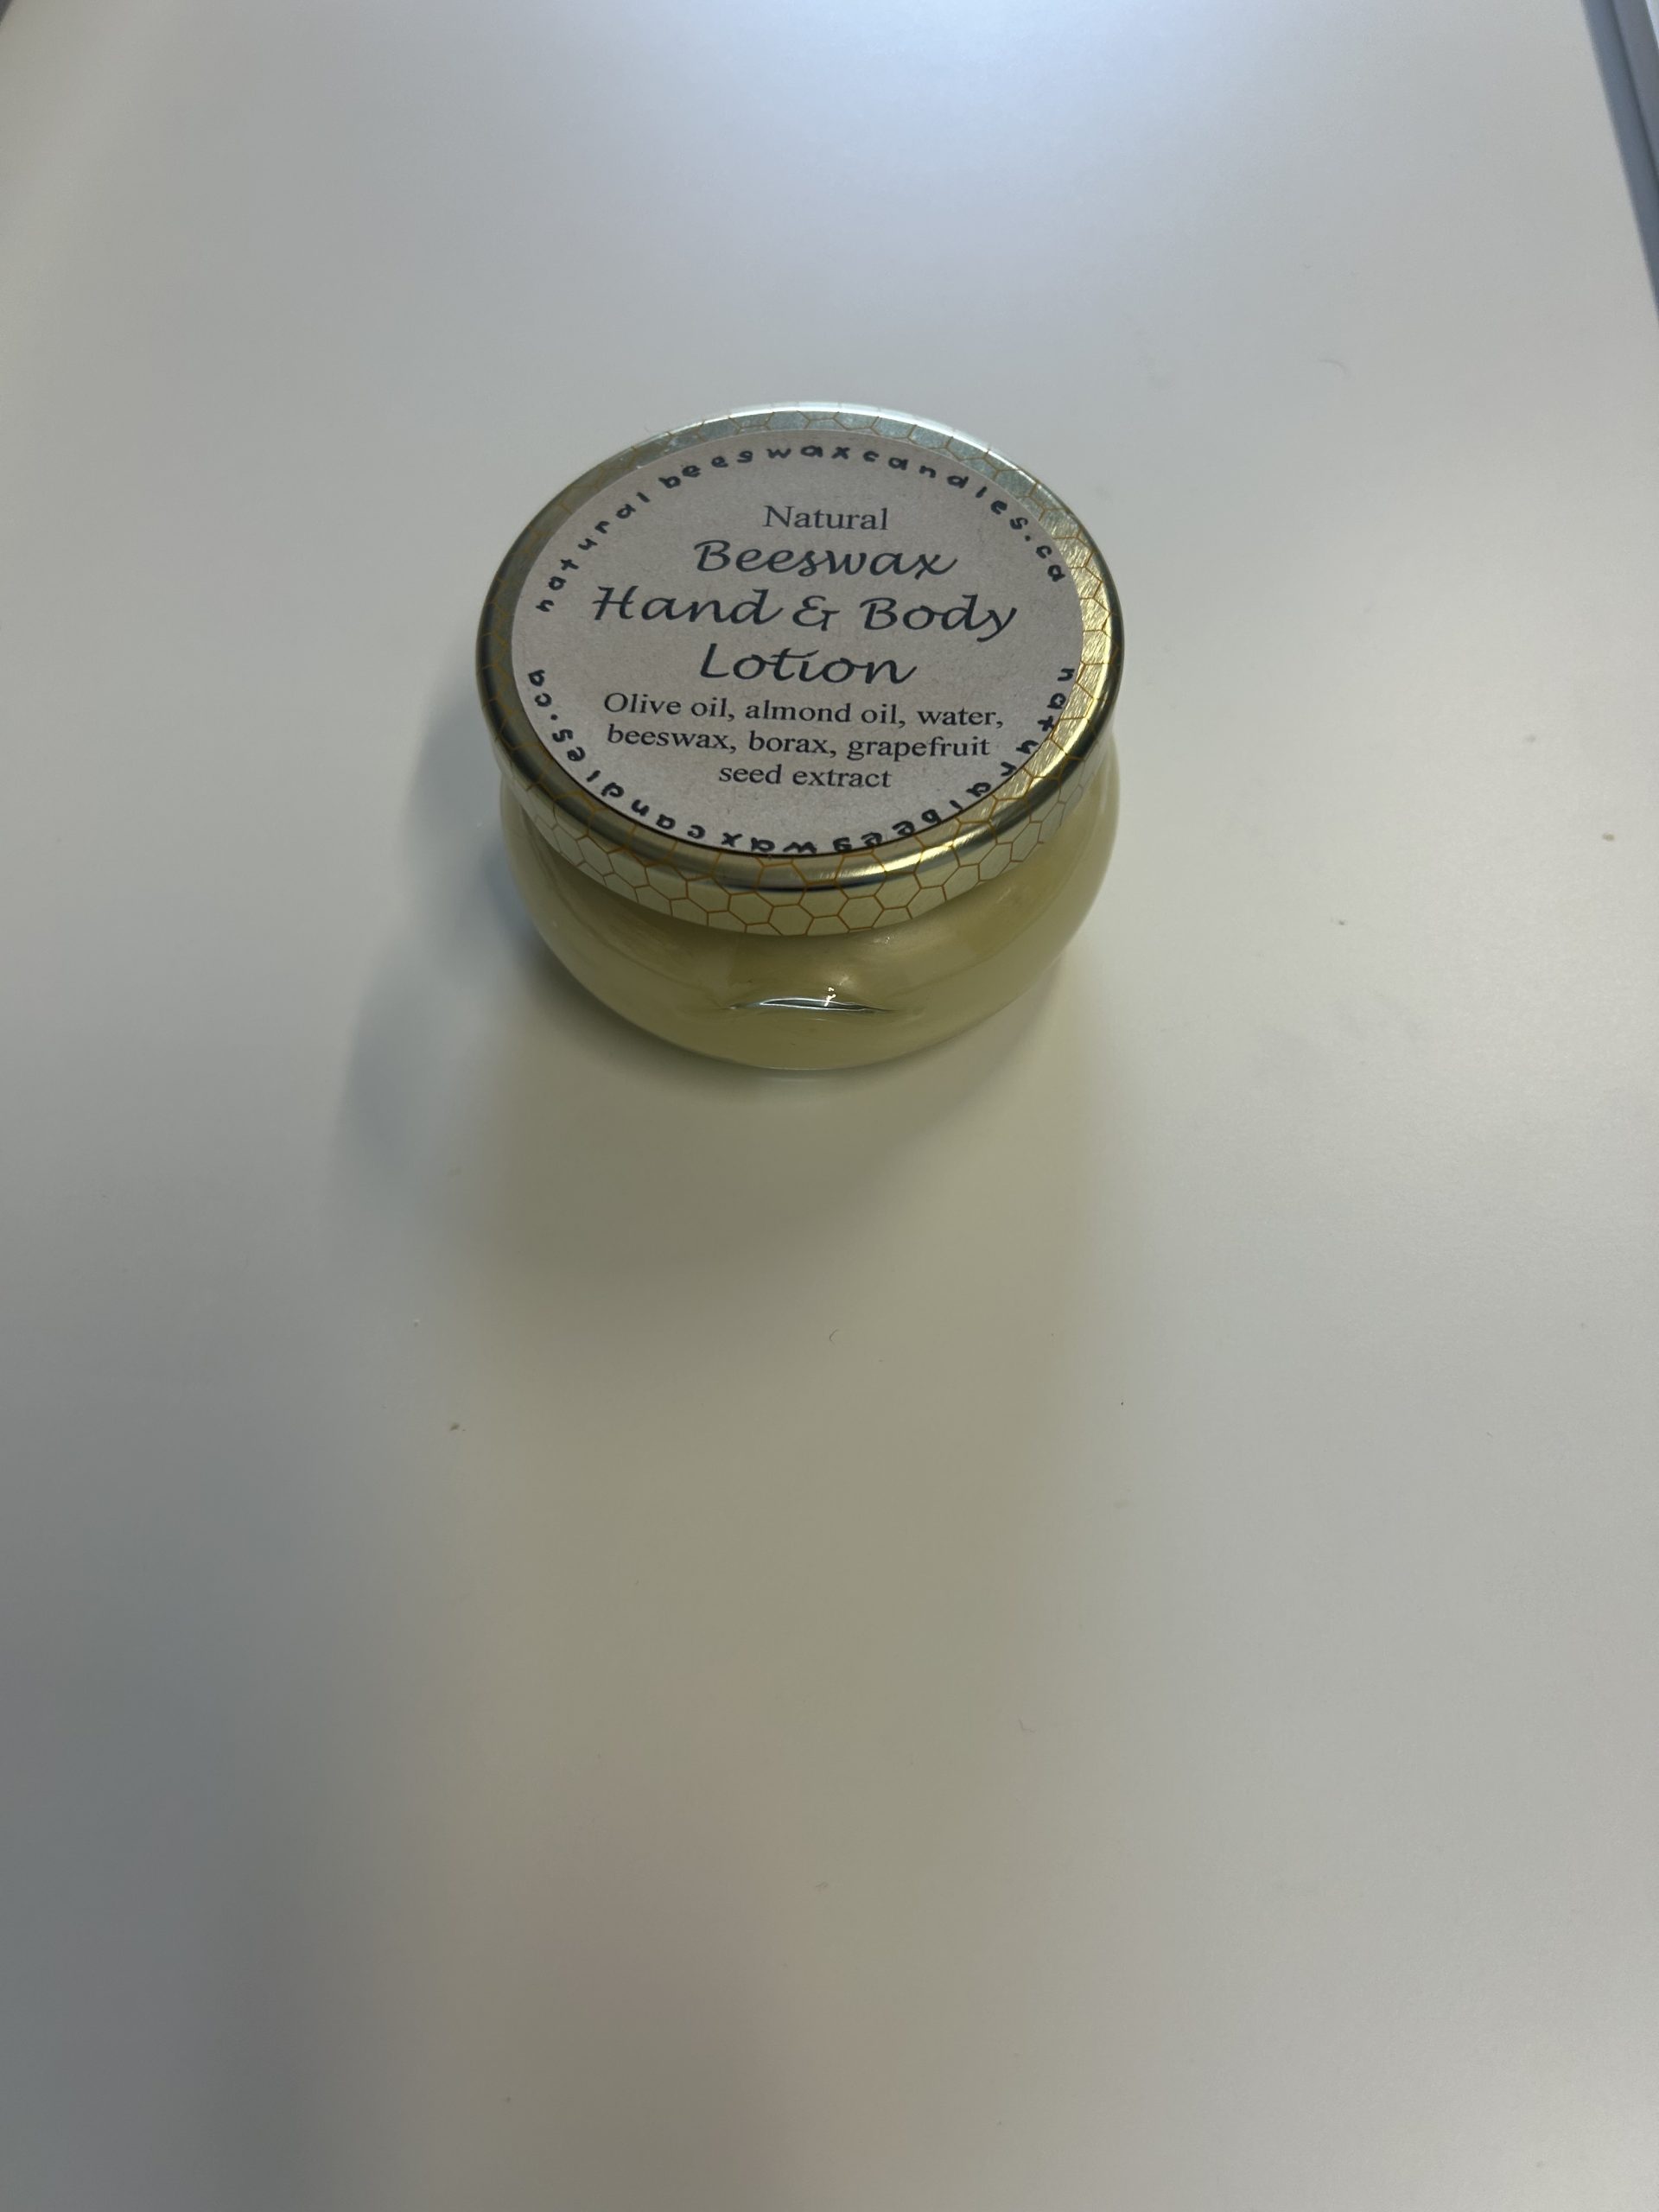 naturalbeeswaxcandles.ca
Natural
Beeswax
Hand & Body
Lotion
Olive oil, almond oil, water,
beeswax, borax, grapefruit
seed extract
naturalbeeswaxcandles.ca